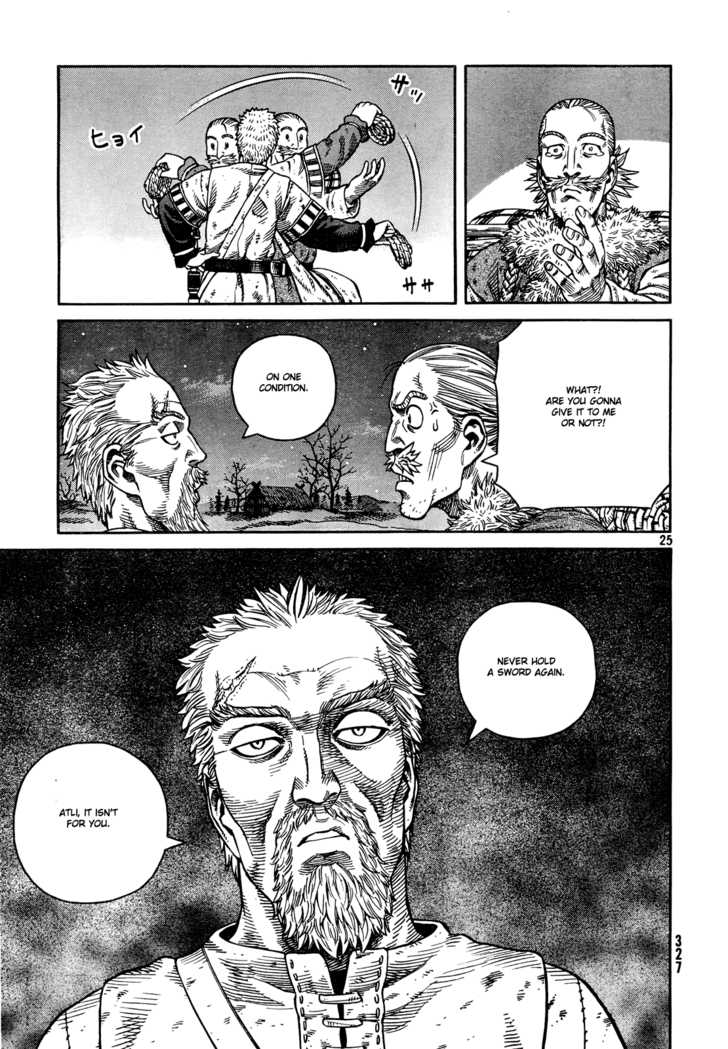 ザッ
ヒョイ
ササ
WHAT?!
ARE YOU GONNA
GIVE IT TO ME
OR NOT?!
ON ONE
CONDITION.
25
NEVER HOLD
A SWORD AGAIN.
ATLI, IT ISN'T
FOR YOU.
327